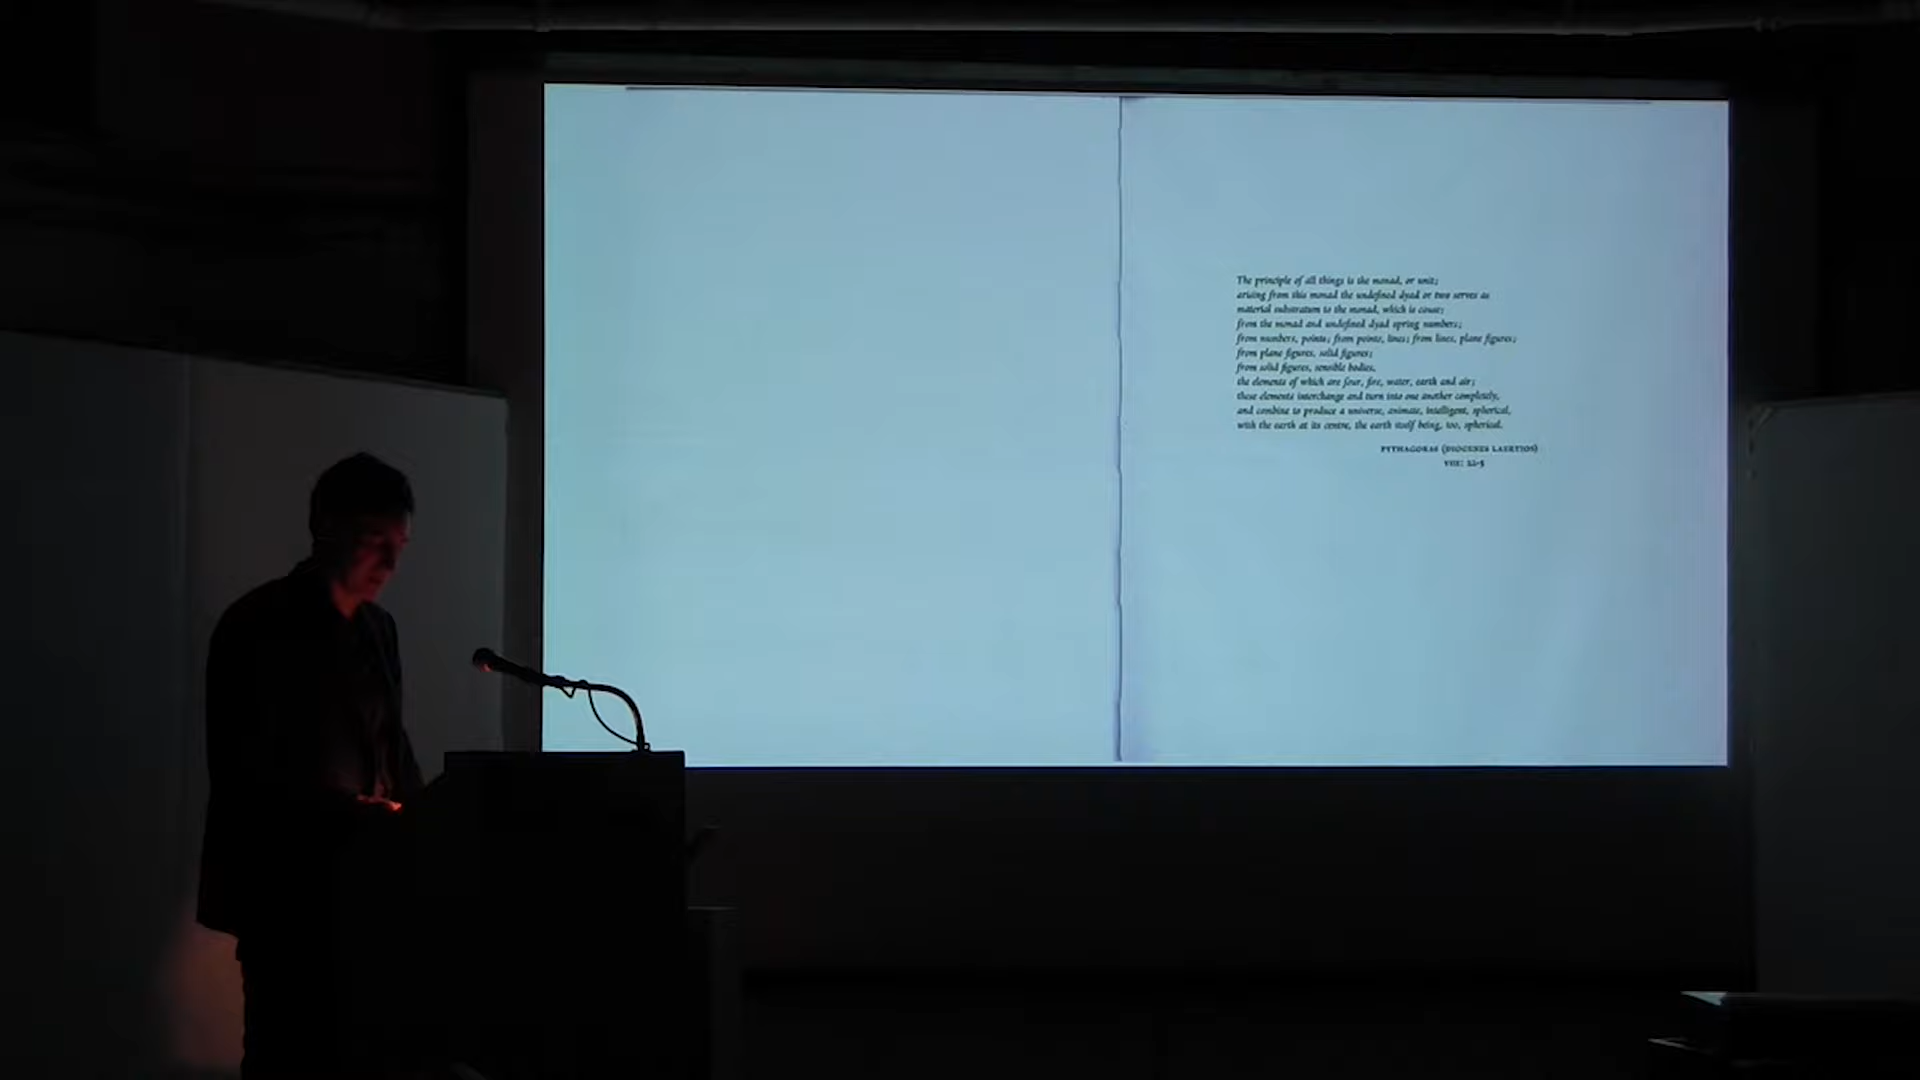 The principle of all things is the monad, or unit;
arising from this monad the undefined dyad or two serves as
material substratum to the monad, which is cause;
from the monad and undefined dyad spring numbers;
from numbers, points; from points, lines; from lines, plane figures;
from plane figures, solid figures;
from solid figures, sensible bodies,
the elements of which are four, fire, water, earth and air;
these elements interchange and turn into one another completely,
and combine to produce a universe, animate, intelligent, spherical,
with the earth at its centre, the earth itself being, too, spherical.
PYTHAGORAS (DIOGENES LAERTIOS)
VIII: 22-5